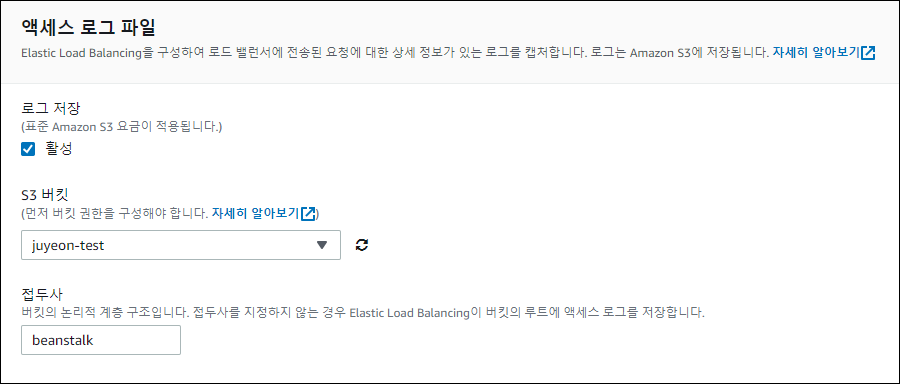 액세스 로그 파일
Elastic Load Balancing을 구성하여 로드 밸런서에 전송된 요청에 대한 상세 정보가 있는 로그를 캡처합니다. 로그는 Amazon S3에 저장됩니다. 자세히 알아보기
로그 저장
(표준 Amazon S3 요금이 적용됩니다.)
활성
S3 버킷
(먼저 버킷 권한을 구성해야 합니다. 자세히 알아보기)
juyeon-test
접두사
버킷의 논리적 계층 구조입니다. 접두사를 지정하지 않는 경우 Elastic Load Balancing이 버킷의 루트에 액세스 로그를 저장합니다.
beanstalk